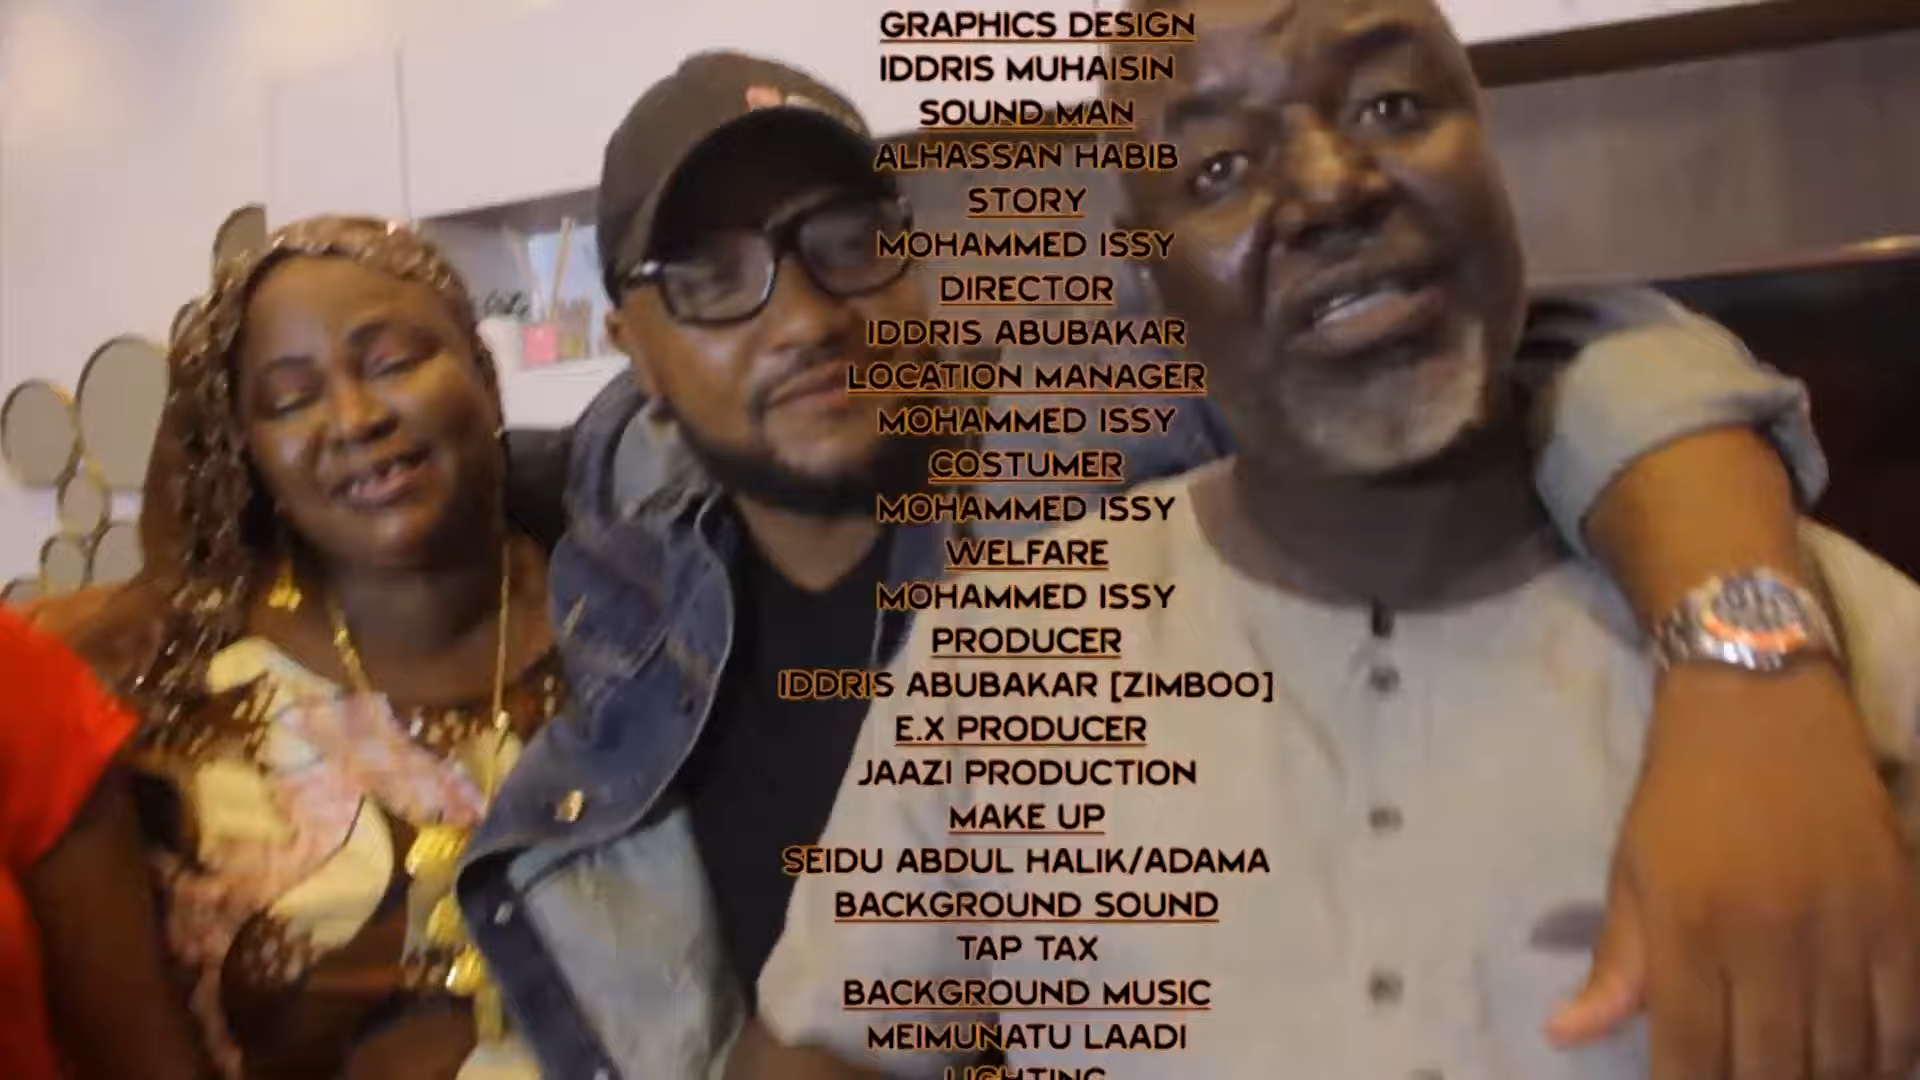 GRAPHICS DESIGN
IDDRIS MUHAISIN
SOUND MAN
ALHASSAN HABIB
STORY
MOHAMMED ISSY
DIRECTOR
IDDRIS ABUBAKAR
LOCATION MANAGER
MOHAMMED ISSY
COSTUMER
MOHAMMED ISSY
WELFARE
MOHAMMED ISSY
PRODUCER
IDDRIS ABUBAKAR [ZIMBOO]
E.X PRODUCER
JAAZI PRODUCTION
MAKE UP
SEIDU ABDUL HALIK/ADAMA
BACKGROUND SOUND
TAP TAX
BACKGROUND MUSIC
MEIMUNATU LAADI
LIGHTING